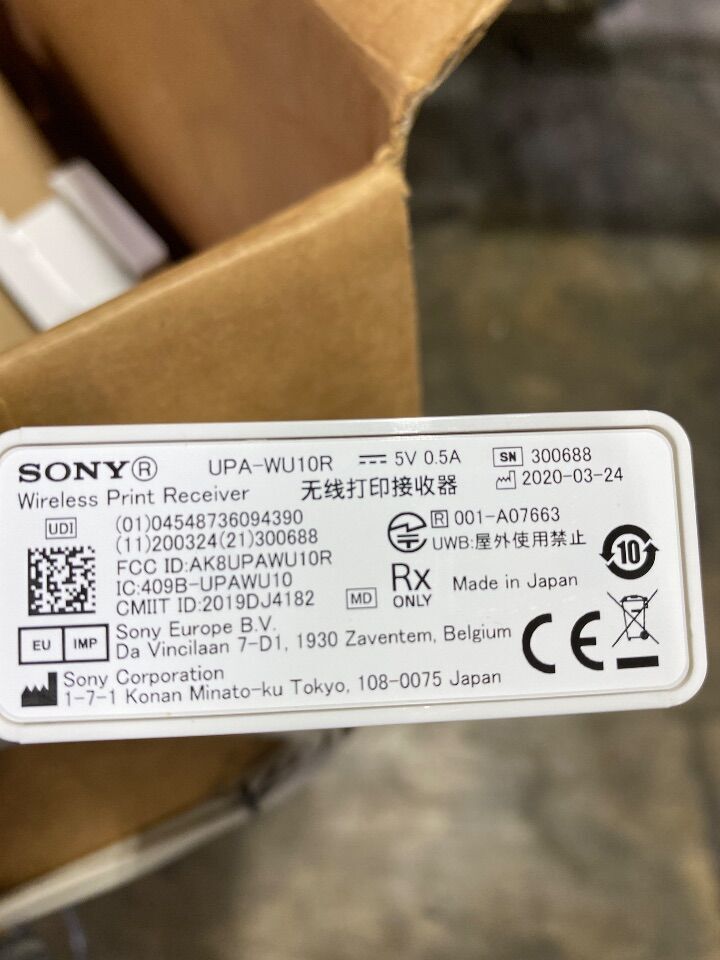 SONY® UPA-WU10R 5V 0.5A SN 300688
Wireless Print Receiver 无线打印接收器 2020-03-24
UDI (01)04548736094390
(11)200324(21)300688
FCC ID:AK8UPAWU10R
IC:409B-UPAWU10
CMIIT ID:2019DJ4182 MD
R 001-A07663
UWB:屋外使用禁止
Rx ONLY
Made in Japan
10
EU IMP Sony Europe B.V.
Da Vincilaan 7-D1, 1930 Zaventem, Belgium
CE
Sony Corporation
1-7-1 Konan Minato-ku Tokyo, 108-0075 Japan